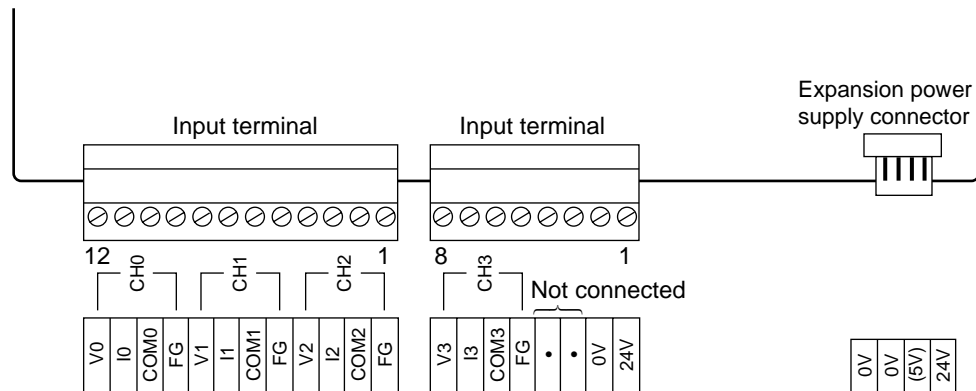 Expansion power
supply connector
Input terminal
Input terminal
12
1
8
1
CH0
CH1
CH2
CH3
Not connected
V0
I0
COM0
FG
V1
I1
COM1
FG
V2
I2
COM2
FG
V3
I3
COM3
FG
•
•
0V
24V
0V
0V
(5V)
24V